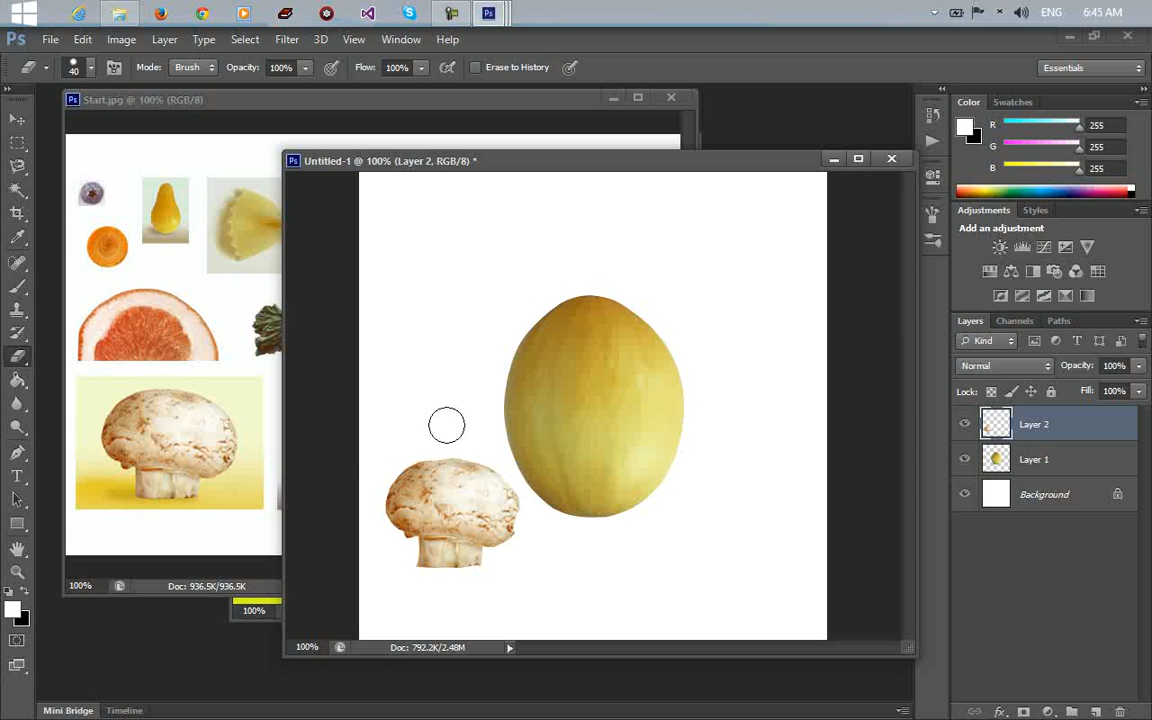 ENG
6:45 AM
Ps
File Edit Image Layer Type Select Filter 3D View Window Help
40
Mode: Brush
Opacity: 100%
Flow: 100%
Erase to History
Essentials
Ps
Start.jpg @ 100% (RGB/8)
Ps
Untitled-1 @ 100% (Layer 2, RGB/8) *
Color Swatches
R 255
G 255
B 255
Adjustments Styles
Add an adjustment
Layers Channels Paths
Kind
Normal
Opacity: 100%
Lock:
Fill: 100%
Layer 2
Layer 1
Background
100%
Doc: 936.5K/936.5K
100%
100%
Doc: 792.2K/2.48M
Mini Bridge Timeline